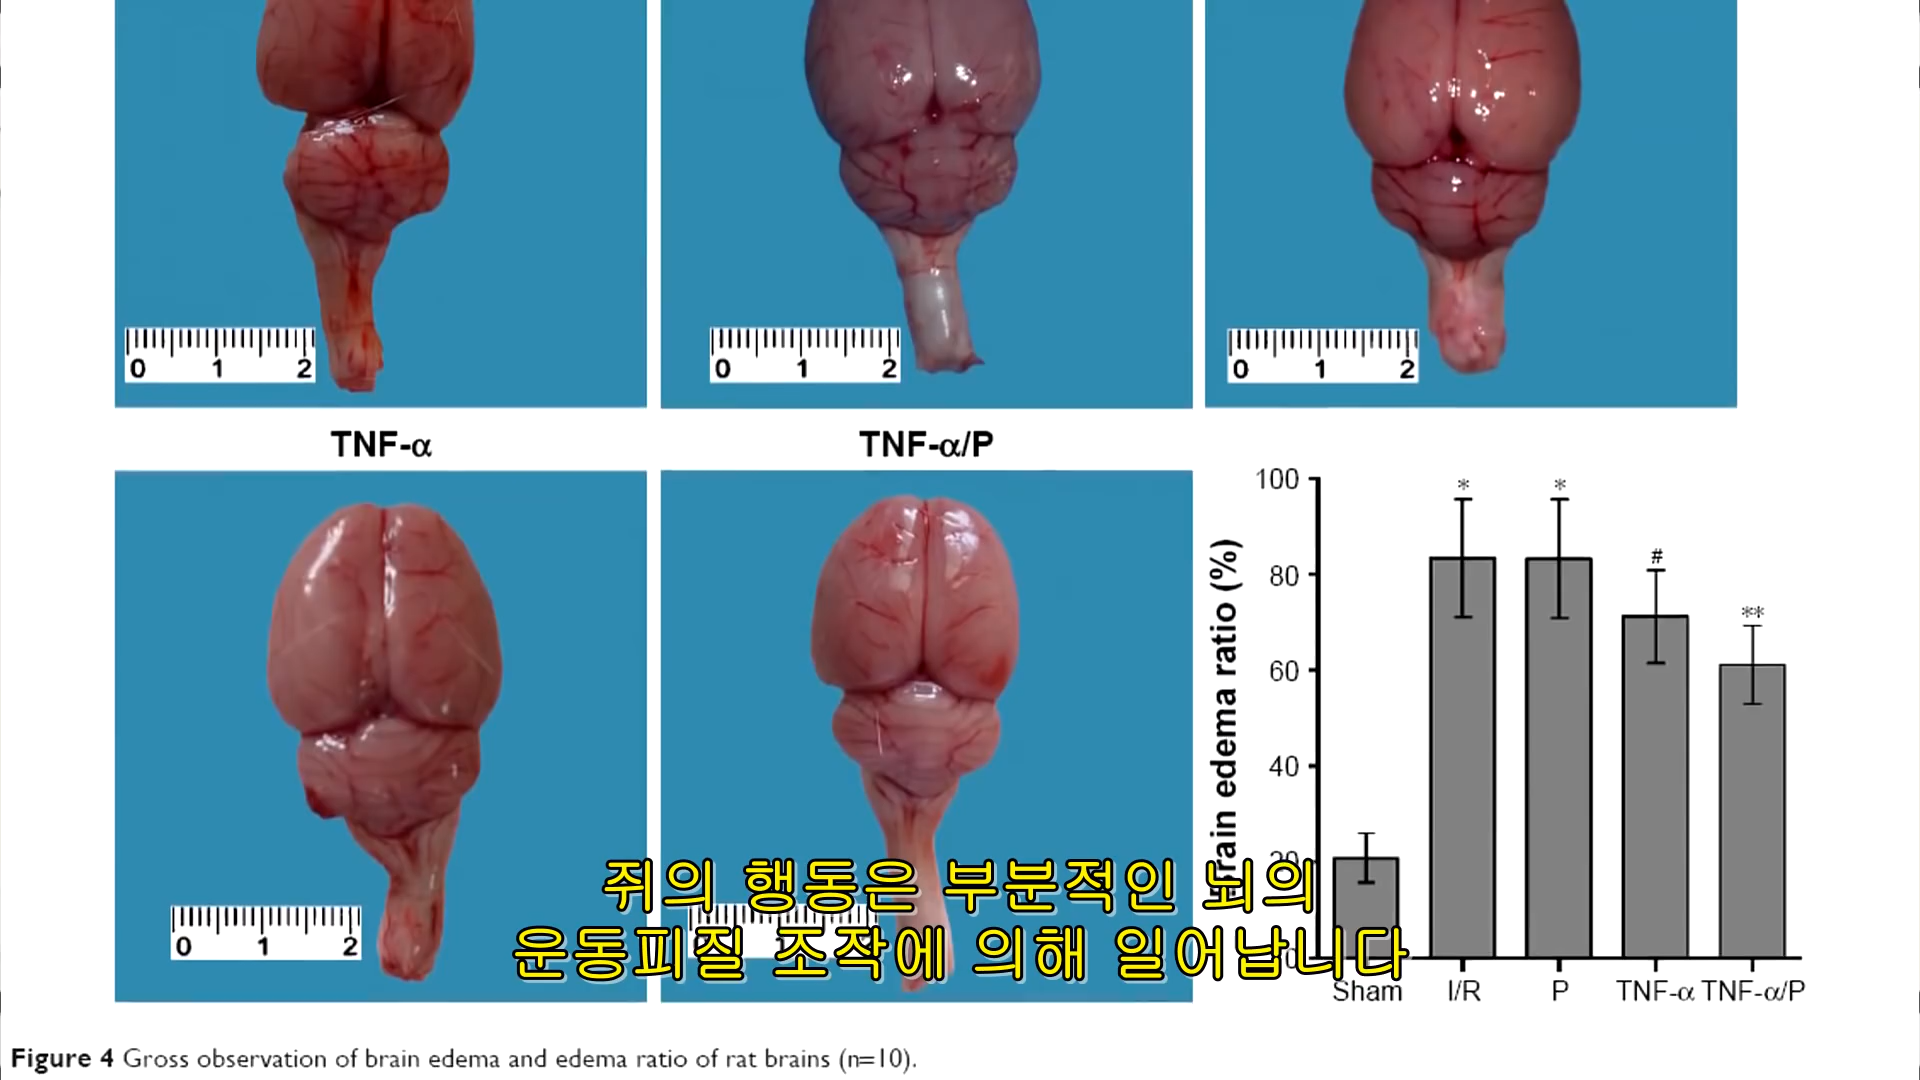 0 1 2
0 1 2
0 1 2
TNF-α
TNF-α/P
0 1 2
100
80
60
40
20
0
Brain edema ratio (%)
*
*
#
**
Sham I/R P TNF-α TNF-α/P
쥐의 행동은 부분적인 뇌의
운동피질 조작에 의해 일어납니다
Figure 4 Gross observation of brain edema and edema ratio of rat brains (n=10).